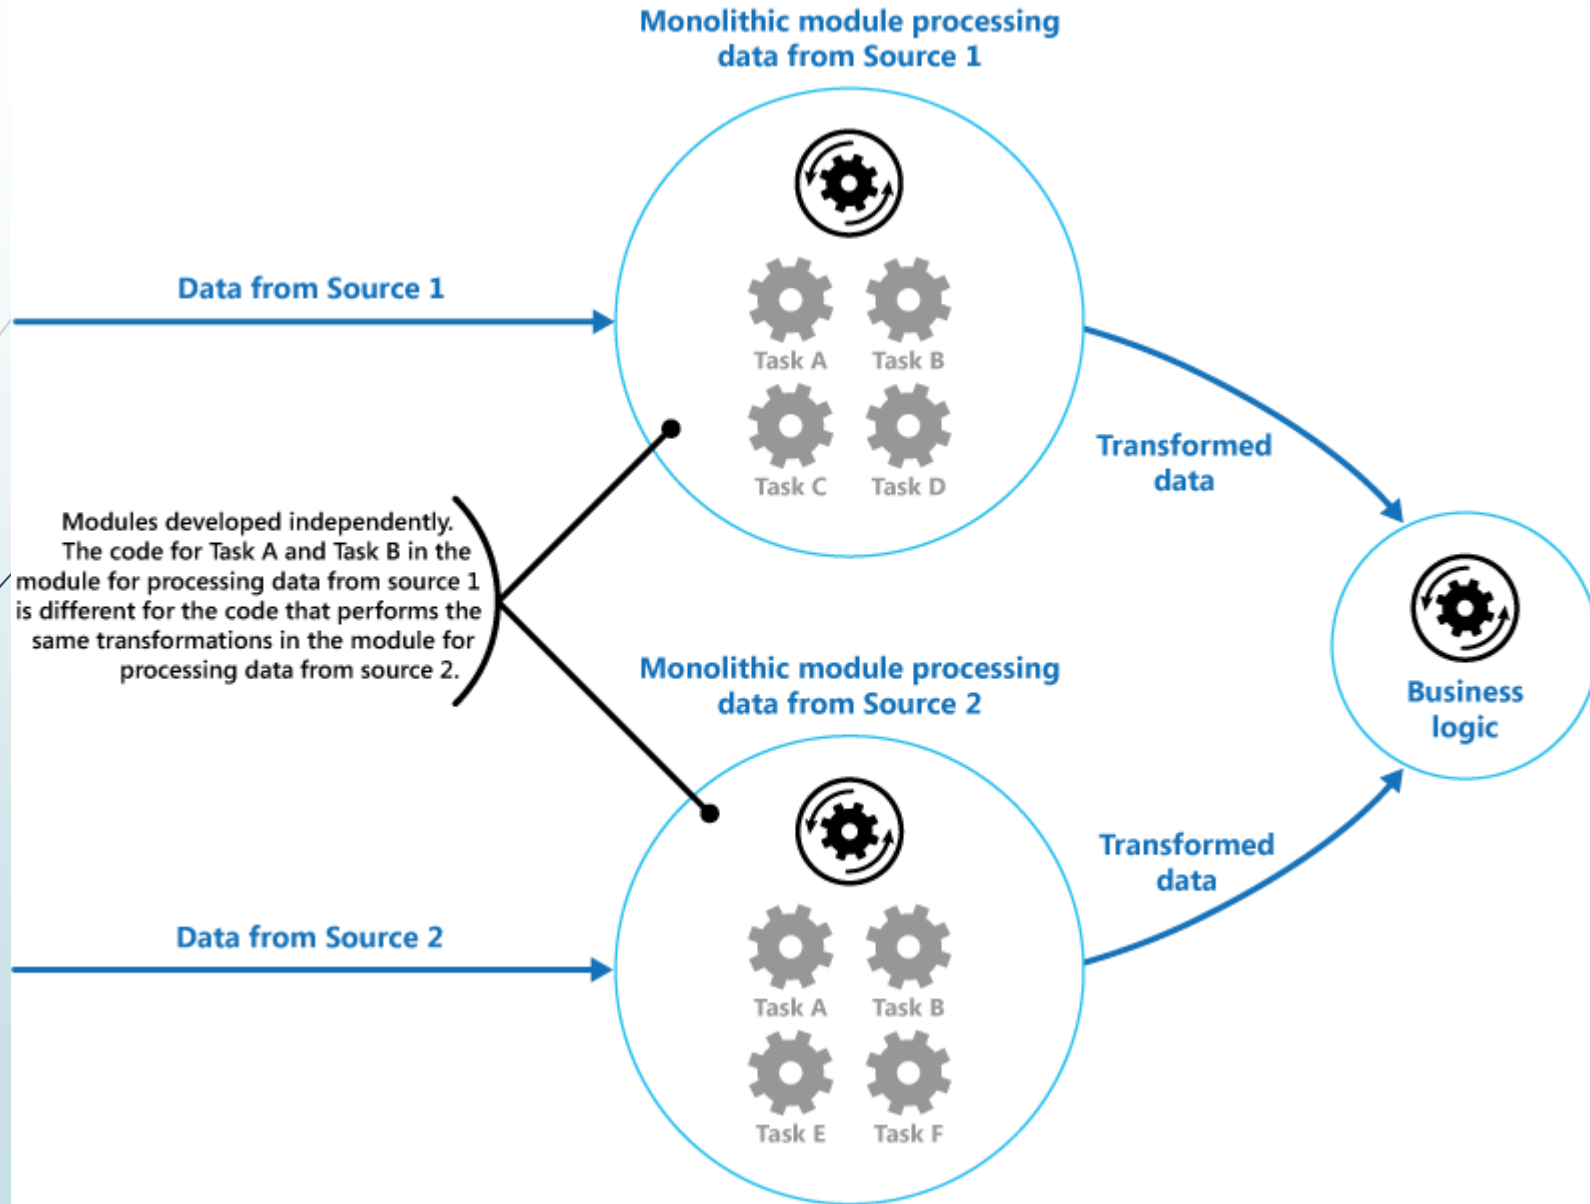 Monolithic module processing
data from Source 1
Data from Source 1
Task A
Task B
Task C
Task D
Transformed
data
Modules developed independently.
The code for Task A and Task B in the
module for processing data from source 1
is different for the code that performs the
same transformations in the module for
processing data from source 2.
Business
logic
Monolithic module processing
data from Source 2
Transformed
data
Data from Source 2
Task A
Task B
Task E
Task F